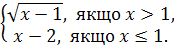 √x − 1, якщо x > 1,
x − 2, якщо x ≤ 1.